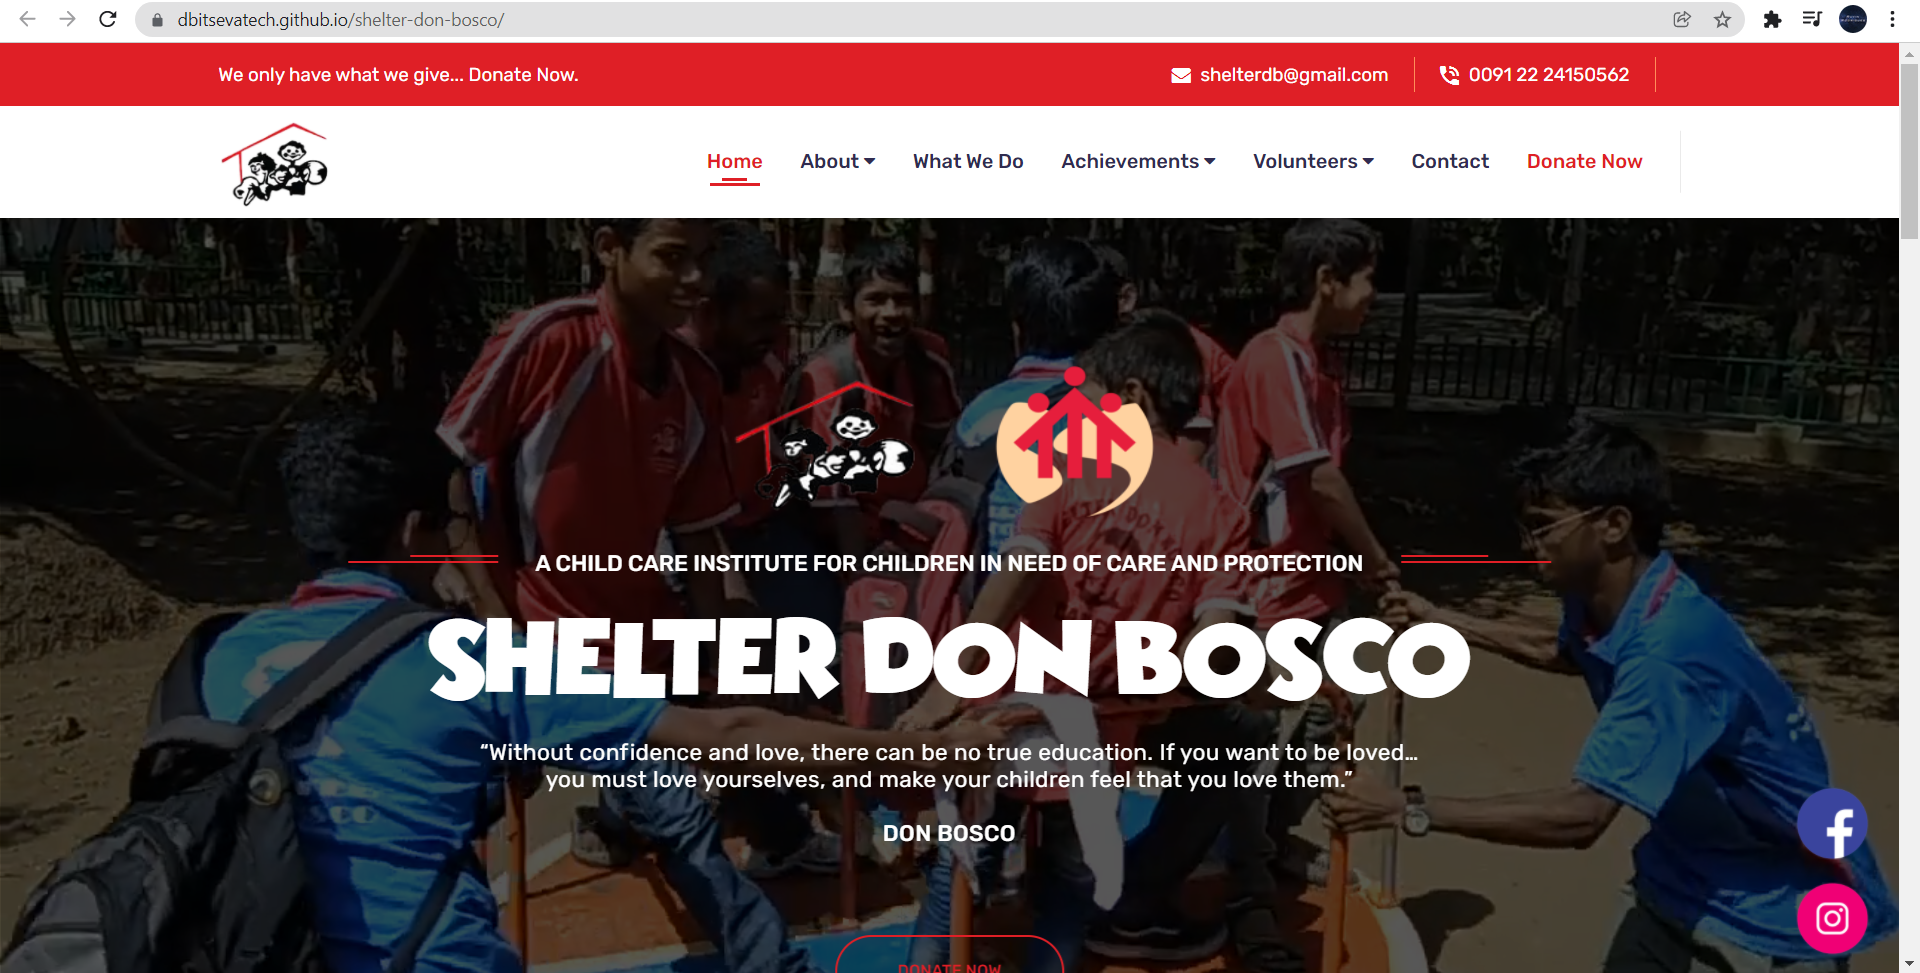 dbitsevatech.github.io/shelter-don-bosco/
We only have what we give... Donate Now.
shelterdb@gmail.com
0091 22 24150562
Home About What We Do Achievements Volunteers Contact Donate Now
A CHILD CARE INSTITUTE FOR CHILDREN IN NEED OF CARE AND PROTECTION
SHELTER DON BOSCO
“Without confidence and love, there can be no true education. If you want to be loved...
you must love yourselves, and make your children feel that you love them.”
DON BOSCO
DONATE NOW